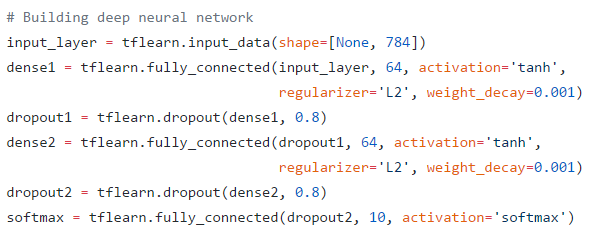 # Building deep neural network
input_layer = tflearn.input_data(shape=[None, 784])
dense1 = tflearn.fully_connected(input_layer, 64, activation='tanh',
                                 regularizer='L2', weight_decay=0.001)
dropout1 = tflearn.dropout(dense1, 0.8)
dense2 = tflearn.fully_connected(dropout1, 64, activation='tanh',
                                 regularizer='L2', weight_decay=0.001)
dropout2 = tflearn.dropout(dense2, 0.8)
softmax = tflearn.fully_connected(dropout2, 10, activation='softmax')